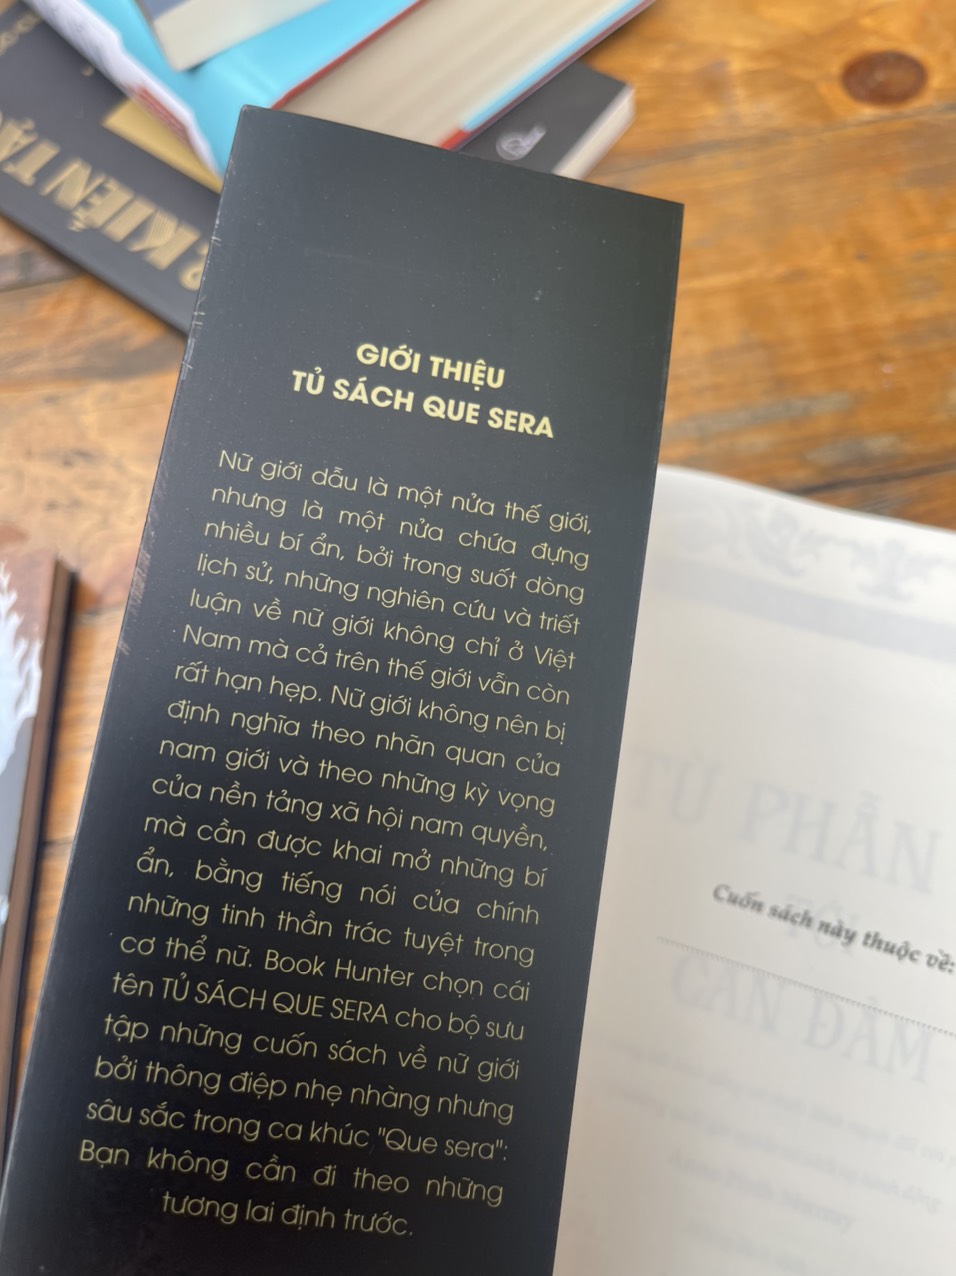 KIẾN TẠ
GIỚI THIỆU
TỦ SÁCH QUE SERA
Nữ giới dẫu là một nửa thế giới,
nhưng là một nửa chứa đựng
nhiều bí ẩn, bởi trong suốt dòng
lịch sử, những nghiên cứu và triết
luận về nữ giới không chỉ ở Việt
Nam mà cả trên thế giới vẫn còn
rất hạn hẹp. Nữ giới không nên bị
định nghĩa theo nhãn quan của
nam giới và theo những kỳ vọng
của nền tảng xã hội nam quyền,
mà cần được khai mở những bí
ẩn, bằng tiếng nói của chính
những tinh thần trác tuyệt trong
cơ thể nữ. Book Hunter chọn cái
tên TỦ SÁCH QUE SERA cho bộ sưu
tập những cuốn sách về nữ giới
bởi thông điệp nhẹ nhàng nhưng
sâu sắc trong ca khúc "Que sera":
Bạn không cần đi theo những
tương lai định trước.
TỪ PHẪN
Cuốn sách này thuộc về:
CAN ĐẢM